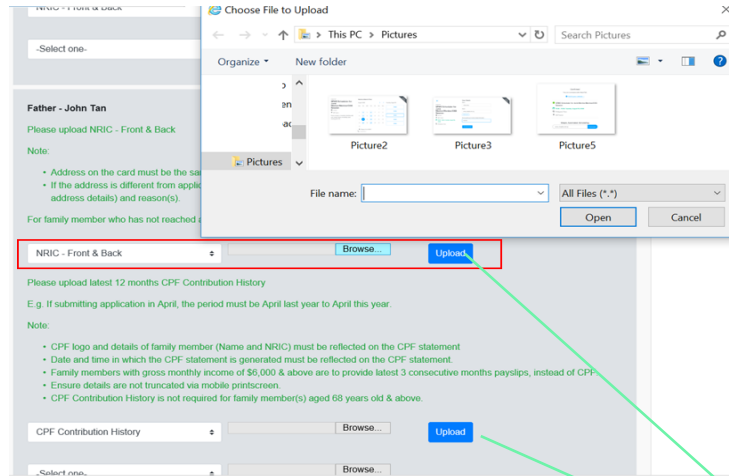 NRIC - Front & Back
Choose File to Upload
This PC > Pictures
Search Pictures
-Select one-
Organize
New folder
Father - John Tan
Please upload NRIC - Front & Back
Note:
Picture2
Picture3
Picture5
Pictures
• Address on the card must be the sa
• If the address is different from applic
address details) and reason(s).
File name:
All Files (*.*)
For family member who has not reached a
Open
Cancel
NRIC - Front & Back
Browse...
Upload
Please upload latest 12 months CPF Contribution History
E.g. If submitting application in April, the period must be April last year to April this year.
Note:
• CPF logo and details of family member (Name and NRIC) must be reflected on the CPF statement
• Date and time in which the CPF statement is generated must be reflected on the CPF statement.
• Family members with gross monthly income of $6,000 & above are to provide latest 3 consecutive months payslips, instead of CPF.
• Ensure details are not truncated via mobile printscreen.
• CPF Contribution History is not required for family member(s) aged 68 years old & above.
CPF Contribution History
Browse...
Upload
-Select one-
Browse...